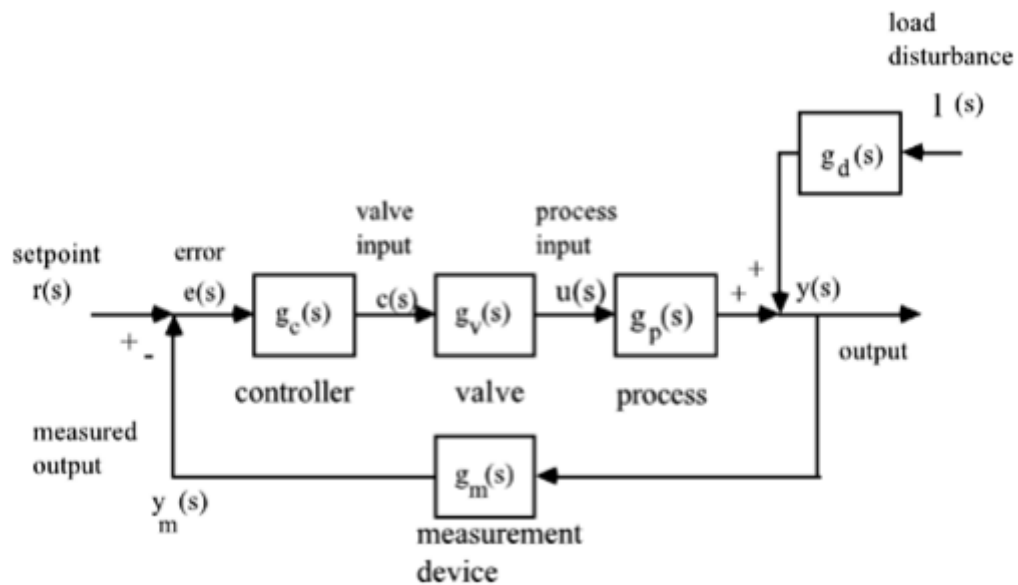 load
disturbance
l (s)
g_d(s)
valve
input
process
input
setpoint
r(s)
error
e(s)
g_c(s)
c(s)
g_v(s)
u(s)
g_p(s)
+
+
y(s)
+
-
output
controller
valve
process
measured
output
y_m(s)
g_m(s)
measurement
device